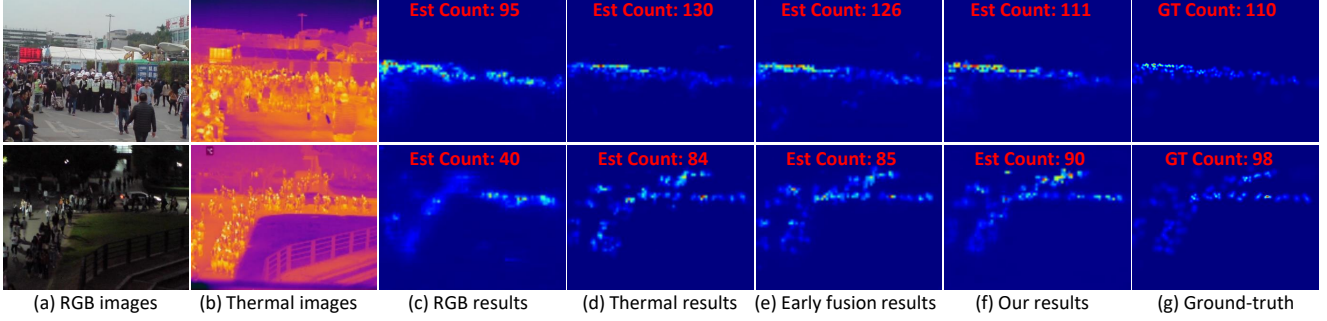 Est Count: 95
Est Count: 130
Est Count: 126
Est Count: 111
GT Count: 110
Est Count: 40
Est Count: 84
Est Count: 85
Est Count: 90
GT Count: 98
(a) RGB images
(b) Thermal images
(c) RGB results
(d) Thermal results
(e) Early fusion results
(f) Our results
(g) Ground-truth